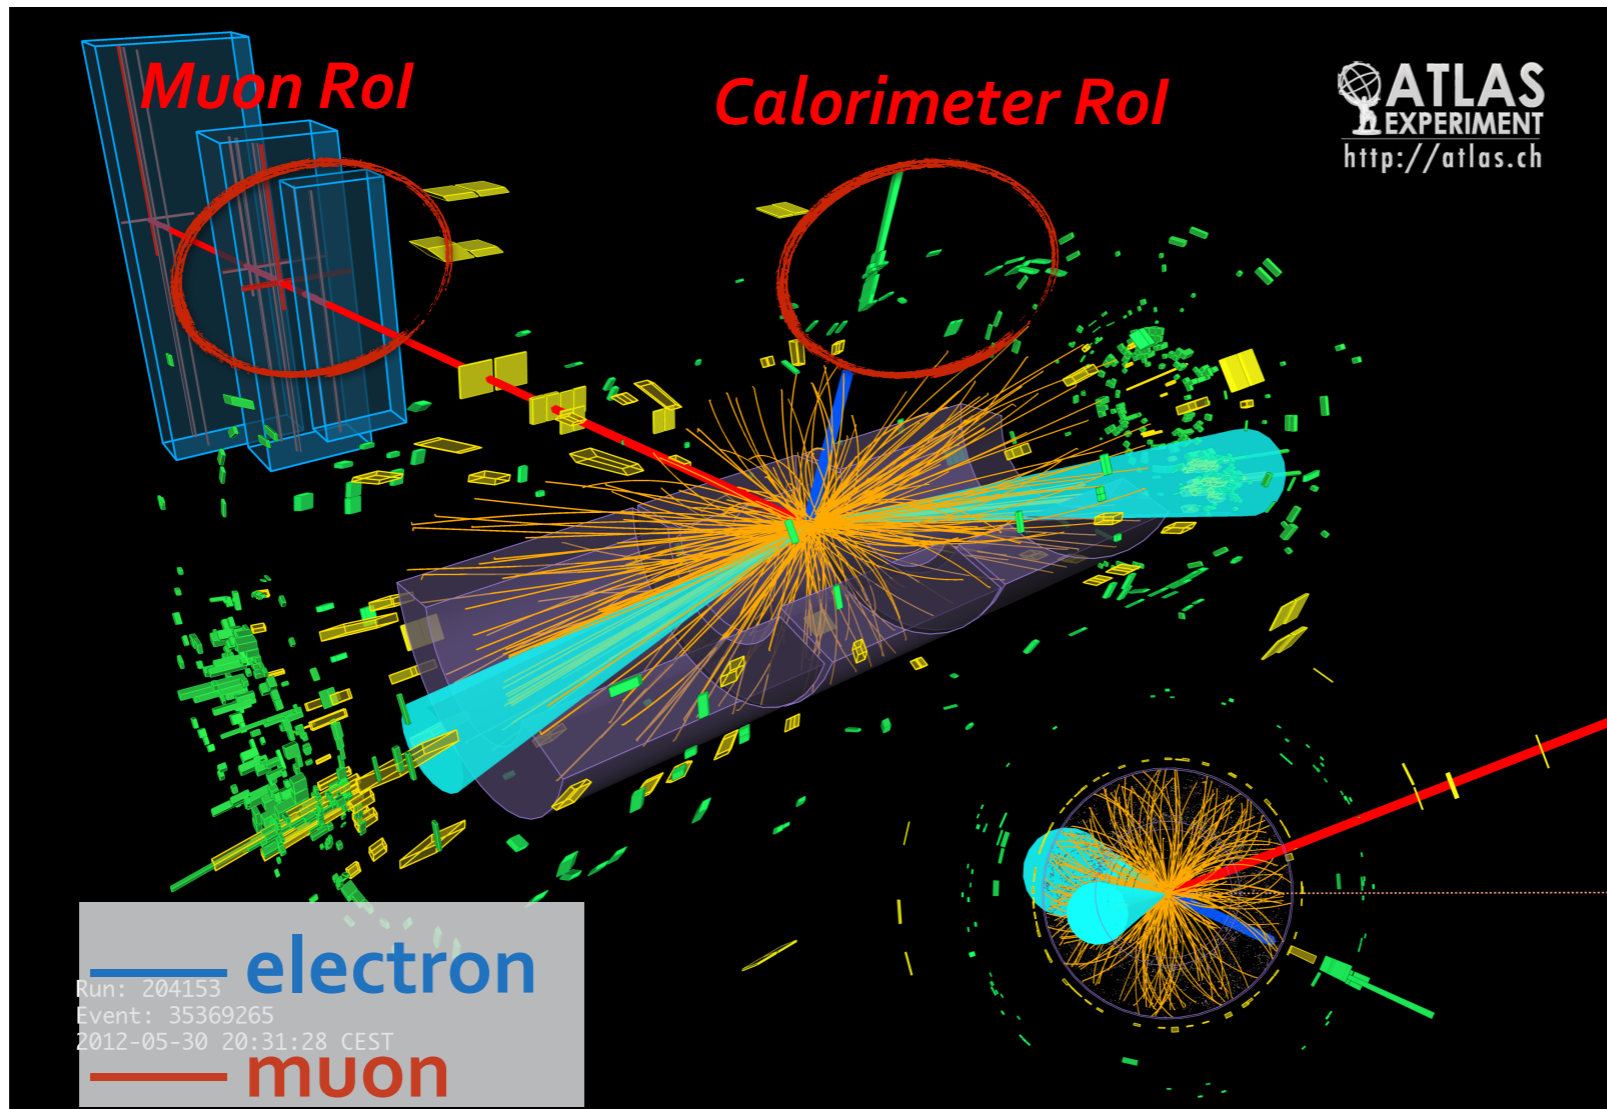 Muon RoI
Calorimeter RoI
ATLAS
EXPERIMENT
http://atlas.ch
electron
Run: 204153
Event: 35369265
2012-05-30 20:31:28 CEST
muon